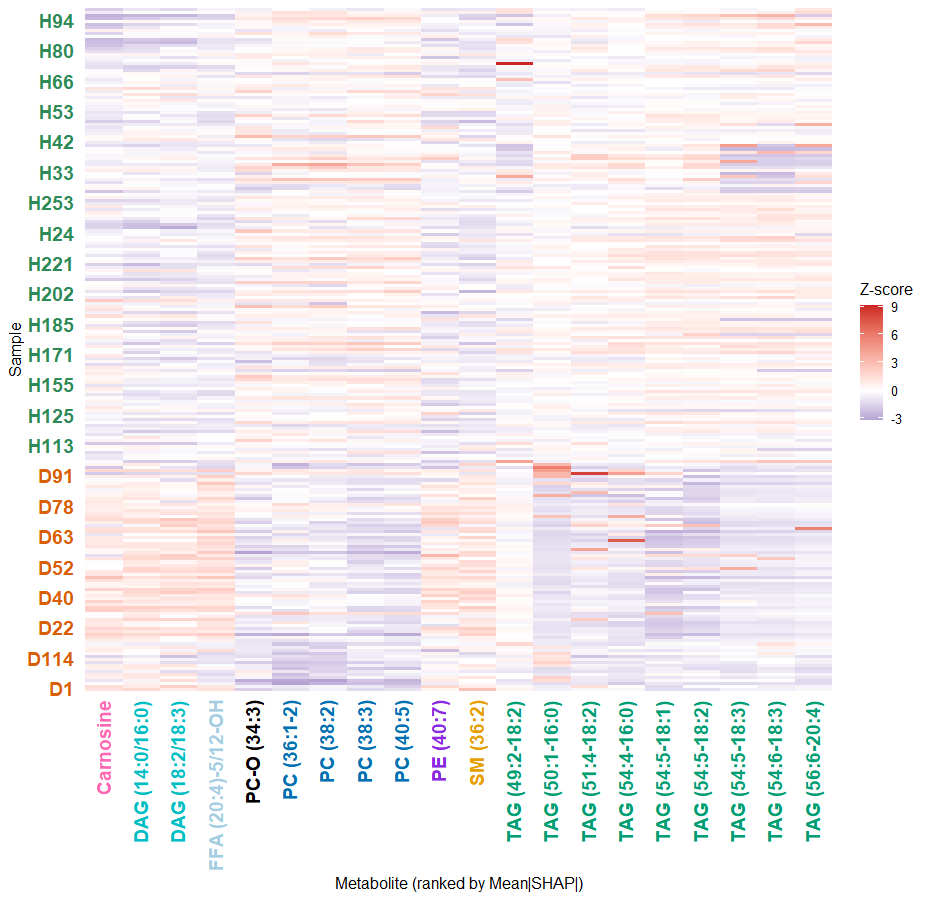 H94
H80
H66
H53
H42
H33
H253
H24
H221
H202
H185
H171
H155
H125
H113
D91
D78
D63
D52
D40
D22
D114
D1
Sample
Carnosine
DAG (14:0/16:0)
DAG (18:2/18:3)
FFA (20:4)-5/12-OH
PC-O (34:3)
PC (36:1-2)
PC (38:2)
PC (38:3)
PC (40:5)
PE (40:7)
SM (36:2)
TAG (49:2-18:2)
TAG (50:1-16:0)
TAG (51:4-18:2)
TAG (54:4-16:0)
TAG (54:5-18:1)
TAG (54:5-18:2)
TAG (54:5-18:3)
TAG (54:6-18:3)
TAG (56:6-20:4)
Metabolite (ranked by Mean|SHAP|)
Z-score
9
6
3
0
-3